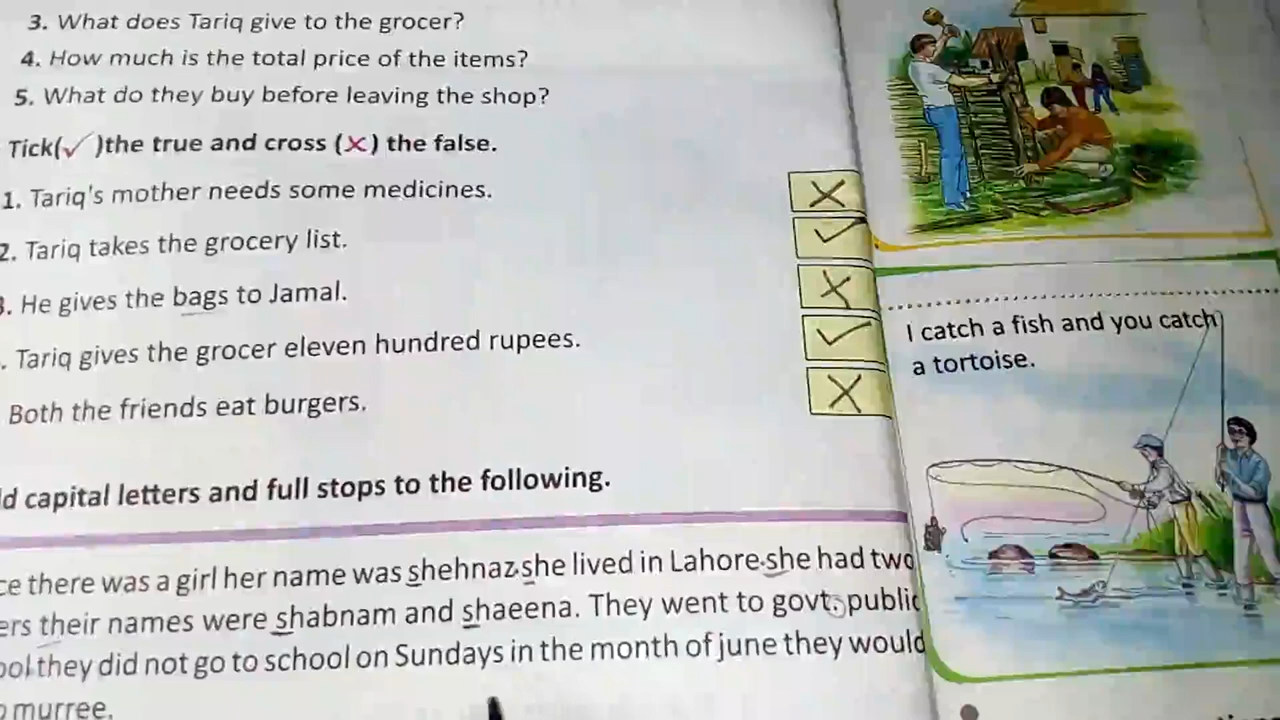 3. What does Tariq give to the grocer?
4. How much is the total price of the items?
5. What do they buy before leaving the shop?
Tick(✓)the true and cross (✗) the false.
1. Tariq's mother needs some medicines.
2. Tariq takes the grocery list.
3. He gives the bags to Jamal.
. Tariq gives the grocer eleven hundred rupees.
Both the friends eat burgers.
d capital letters and full stops to the following.
ce there was a girl her name was shehnaz.she lived in Lahore.she had two
ers their names were shabnam and shaeena. They went to govt. public
ool.they did not go to school on Sundays in the month of june they would
o murree.
I catch a fish and you catch
a tortoise.